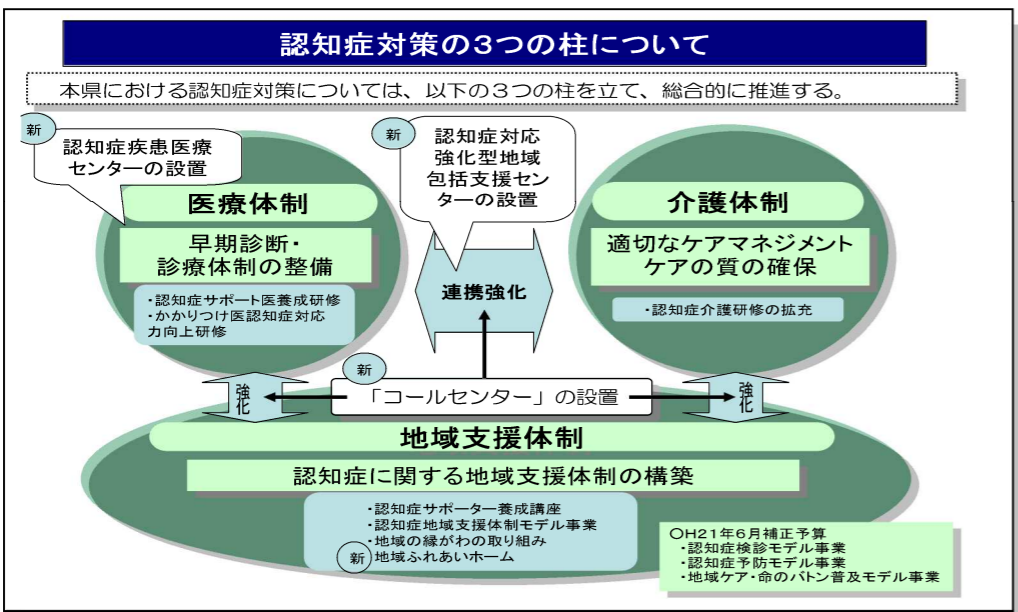 認知症対策の3つの柱について
本県における認知症対策については、以下の3つの柱を立て、総合的に推進する。
新
認知症疾患医療
センターの設置
新
認知症対応
強化型地域
包括支援セン
ターの設置
医療体制
早期診断・
診療体制の整備
・認知症サポート医養成研修
・かかりつけ医認知症対応
力向上研修
連携強化
介護体制
適切なケアマネジメント
ケアの質の確保
・認知症介護研修の拡充
強化
新
「コールセンター」の設置
強化
地域支援体制
認知症に関する地域支援体制の構築
・認知症サポーター養成講座
・認知症地域支援体制モデル事業
・地域の縁がわの取り組み
新 ・地域ふれあいホーム
〇H21年6月補正予算
・認知症検診モデル事業
・認知症予防モデル事業
・地域ケア・命のバトン普及モデル事業